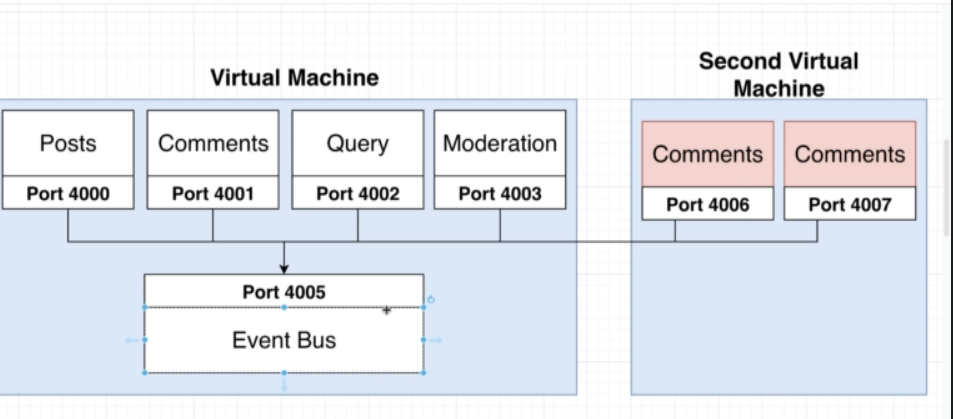 Virtual Machine
Second Virtual
Machine
Posts
Comments
Query
Moderation
Port 4000
Port 4001
Port 4002
Port 4003
Comments
Comments
Port 4006
Port 4007
Port 4005
Event Bus